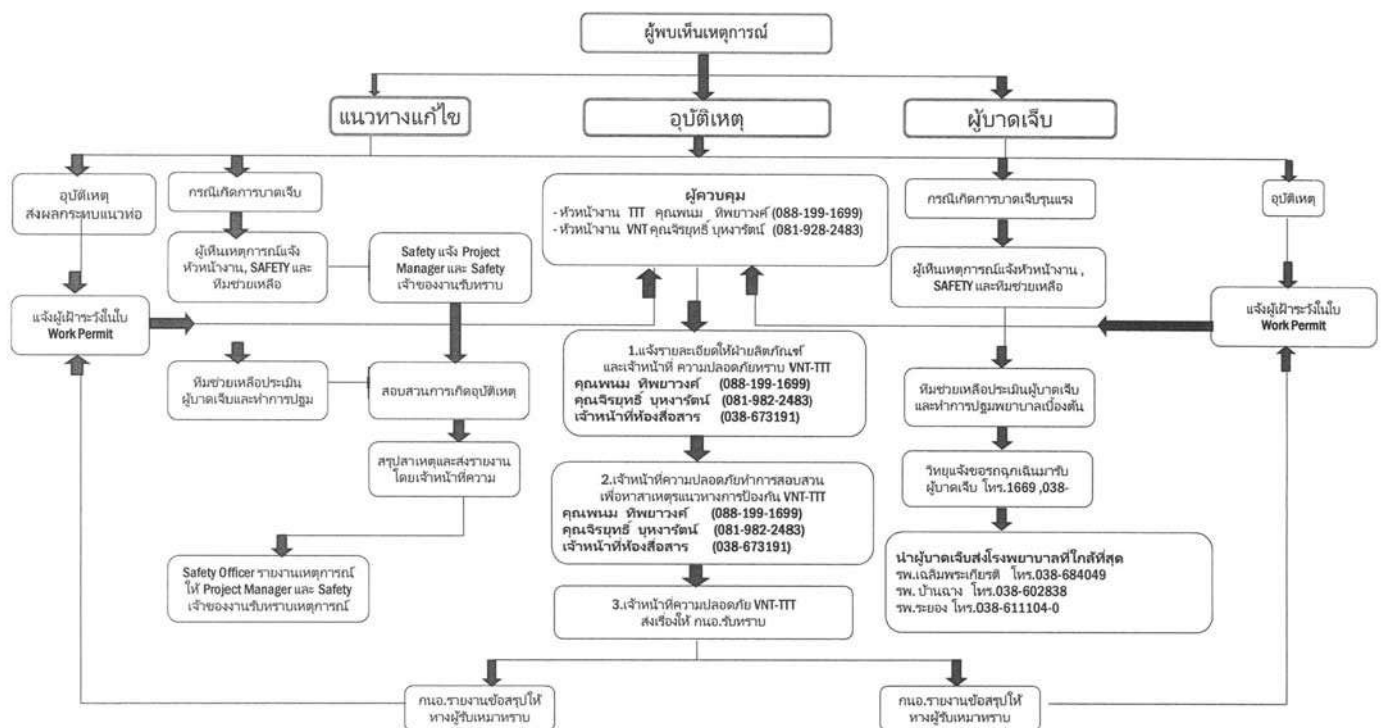 ผู้พบเห็นเหตุการณ์
แนวทางแก้ไข
อุบัติเหตุ
ผู้บาดเจ็บ
อุบัติเหตุ
ส่งผลกระทบแนวท่อ
กรณีเกิดการบาดเจ็บ
ผู้ควบคุม
- หัวหน้างาน TTT คุณพนม ทิพยาวงค์ (088-199-1699)
- หัวหน้างาน VNT คุณจิรยุทธิ์ บุหงารัตน์ (081-928-2483)
กรณีเกิดการบาดเจ็บรุนแรง
อุบัติเหตุ
ผู้เห็นเหตุการณ์แจ้ง
หัวหน้างาน, SAFETY และ
ทีมช่วยเหลือ
Safety แจ้ง Project
Manager และ Safety
เจ้าของงานรับทราบ
ผู้เห็นเหตุการณ์แจ้งหัวหน้างาน ,
SAFETY และทีมช่วยเหลือ
แจ้งผู้เฝ้าระวังในใบ
Work Permit
แจ้งผู้เฝ้าระวังในใบ
Work Permit
ทีมช่วยเหลือประเมิน
ผู้บาดเจ็บและทำการปฐม
สอบสวนการเกิดอุบัติเหตุ
1.แจ้งรายละเอียดให้ฝ่ายลิตภัณฑ์
และเจ้าหน้าที่ ความปลอดภัยทราบ VNT-TTT
คุณพนม ทิพยาวงค์ (088-199-1699)
คุณจิรยุทธิ์ บุหงารัตน์ (081-982-2483)
เจ้าหน้าที่ห้องสื่อสาร (038-673191)
ทีมช่วยเหลือประเมินผู้บาดเจ็บ
และทำการปฐมพยาบาลเบื้องต้น
สรุปสาเหตุและส่งรายงาน
โดยเจ้าหน้าที่ความ
2.เจ้าหน้าที่ความปลอดภัยทำการสอบสวน
เพื่อหาสาเหตุรแนวทางการป้องกัน VNT-TTT
คุณพนม ทิพยาวงค์ (088-199-1699)
คุณจิรยุทธิ์ บุหงารัตน์ (081-982-2483)
เจ้าหน้าที่ห้องสื่อสาร (038-673191)
วิทยุแจ้งขอรถฉุกเฉินมารับ
ผู้บาดเจ็บ โทร.1669 ,038-
Safety Officer รายงานเหตุการณ์
ให้ Project Manager และ Safety
เจ้าของงานรับทราบเหตุการณ์
นำผู้บาดเจ็บส่งโรงพยาบาลที่ใกล้ที่สุด
รพ.เฉลิมพระเกียรติ โทร.038-684049
รพ. บ้านฉาง โทร.038-602838
รพ.ระยอง โทร.038-611104-0
3.เจ้าหน้าที่ความปลอดภัย VNT-TTT
ส่งเรื่องให้ กนอ.รับทราบ
กนอ.รายงานข้อสรุปให้
ทางผู้รับเหมาทราบ
กนอ.รายงานข้อสรุปให้
ทางผู้รับเหมาทราบ